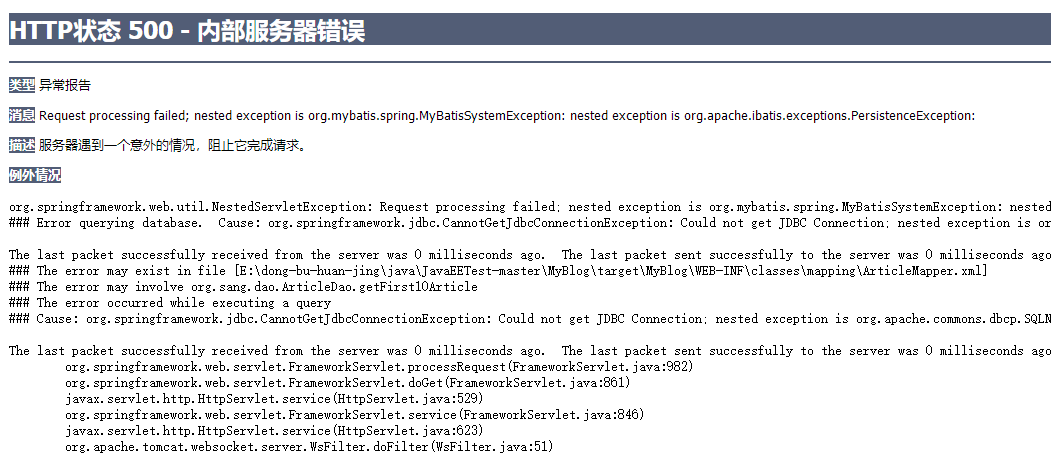 HTTP状态 500 - 内部服务器错误
类型 异常报告
消息 Request processing failed; nested exception is org.mybatis.spring.MyBatisSystemException: nested exception is org.apache.ibatis.exceptions.PersistenceException:
描述 服务器遇到一个意外的情况，阻止它完成请求。
例外情况
org.springframework.web.util.NestedServletException: Request processing failed; nested exception is org.mybatis.spring.MyBatisSystemException: nested
### Error querying database.  Cause: org.springframework.jdbc.CannotGetJdbcConnectionException: Could not get JDBC Connection; nested exception is or
The last packet successfully received from the server was 0 milliseconds ago.  The last packet sent successfully to the server was 0 milliseconds ago
### The error may exist in file [E:\dong-bu-huan-jing\java\JavaEETest-master\MyBlog\target\MyBlog\WEB-INF\classes\mapping\ArticleMapper.xml]
### The error may involve org.sang.dao.ArticleDao.getFirst10Article
### The error occurred while executing a query
### Cause: org.springframework.jdbc.CannotGetJdbcConnectionException: Could not get JDBC Connection; nested exception is org.apache.commons.dbcp.SQLN
The last packet successfully received from the server was 0 milliseconds ago.  The last packet sent successfully to the server was 0 milliseconds ago
org.springframework.web.servlet.FrameworkServlet.processRequest(FrameworkServlet.java:982)
org.springframework.web.servlet.FrameworkServlet.doGet(FrameworkServlet.java:861)
javax.servlet.http.HttpServlet.service(HttpServlet.java:529)
org.springframework.web.servlet.FrameworkServlet.service(FrameworkServlet.java:846)
javax.servlet.http.HttpServlet.service(HttpServlet.java:623)
org.apache.tomcat.websocket.server.WsFilter.doFilter(WsFilter.java:51)